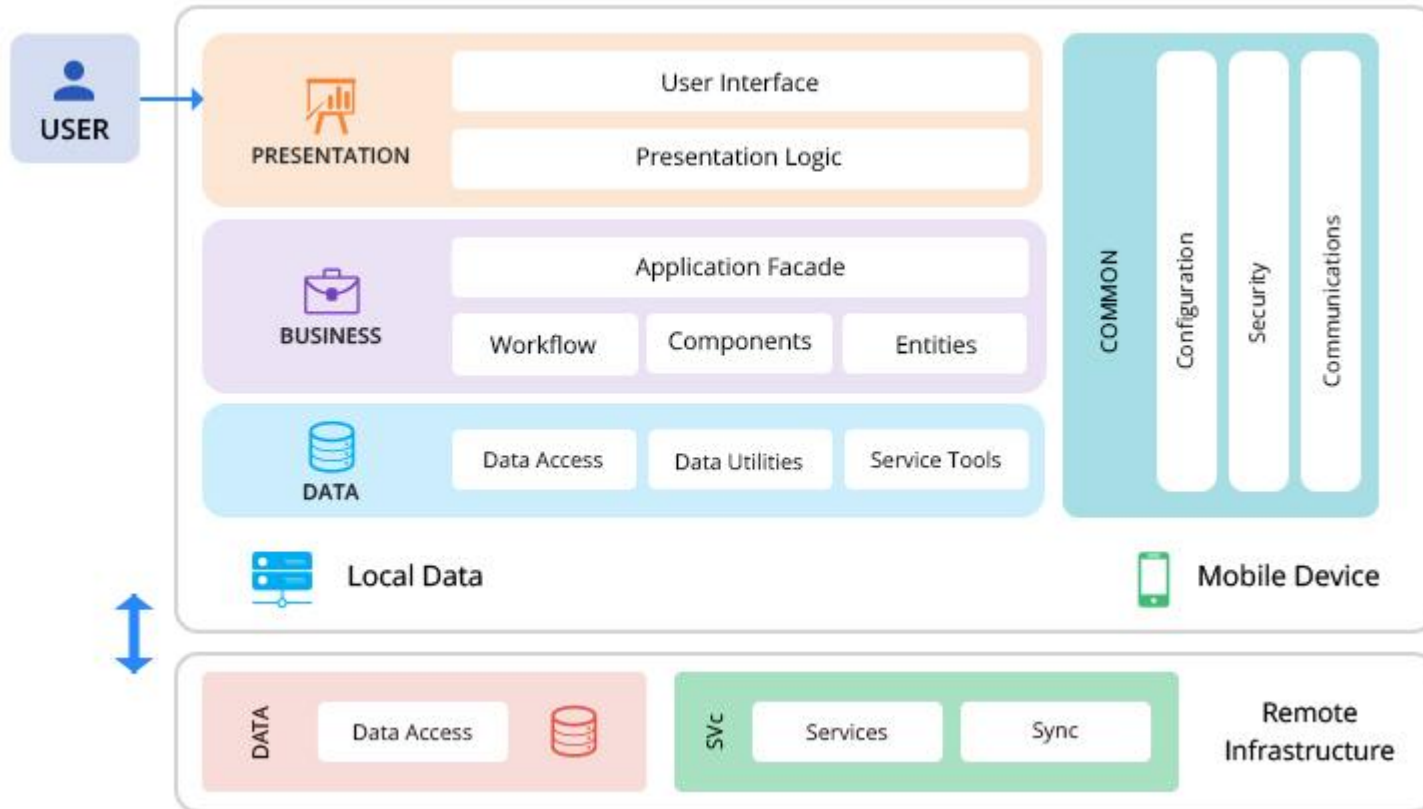 USER
PRESENTATION
User Interface
Presentation Logic
BUSINESS
Application Facade
Workflow
Components
Entities
DATA
Data Access
Data Utilities
Service Tools
COMMON
Configuration
Security
Communications
Local Data
Mobile Device
DATA
Data Access
SVc
Services
Sync
Remote
Infrastructure